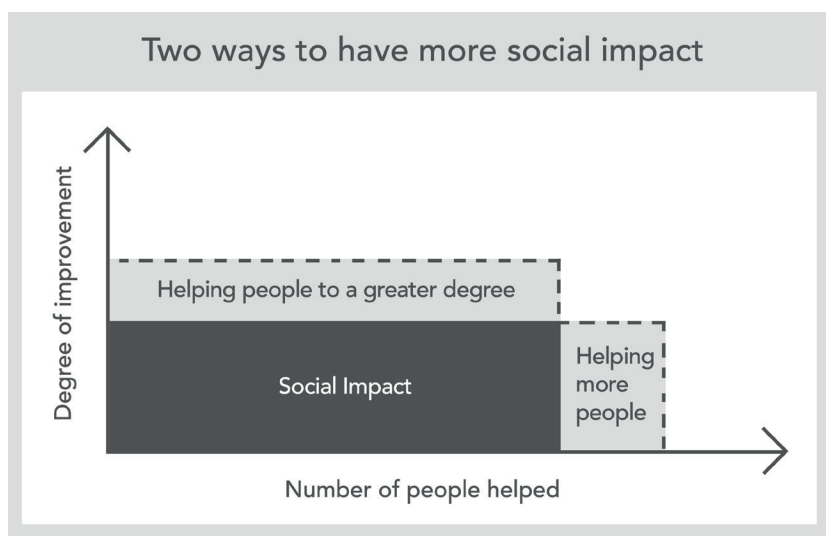 Two ways to have more social impact
Degree of improvement
Helping people to a greater degree
Social Impact
Helping
more
people
Number of people helped